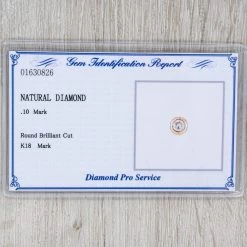 Gem Identification Report
01630826
NATURAL DIAMOND
.10 Mark
Round Brilliant Cut
K18 Mark
Diamond Pro Service